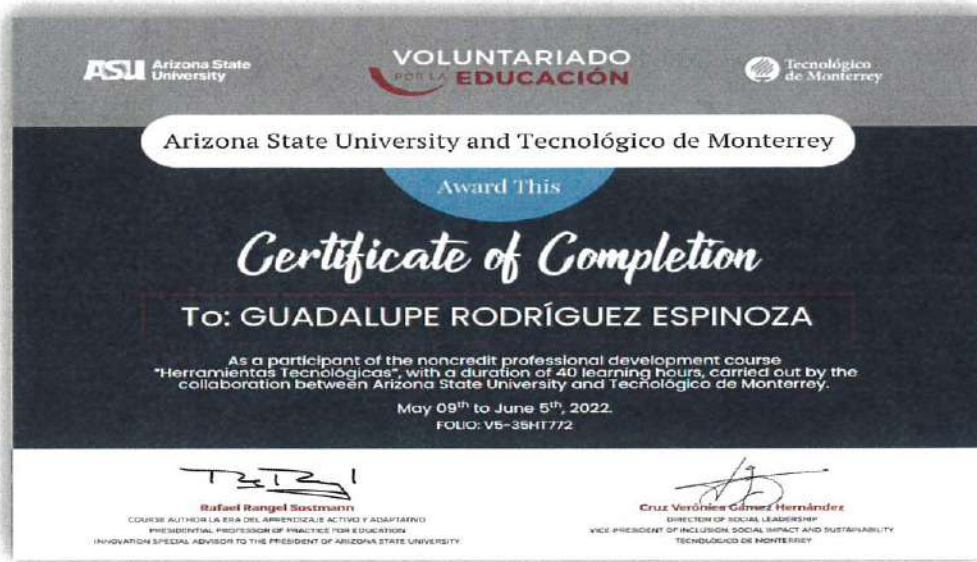 ASU Arizona State University
VOLUNTARIADO
POR LA EDUCACIÓN
Tecnológico
de Monterrey
Arizona State University and Tecnológico de Monterrey
Award This
Certificate of Completion
To: GUADALUPE RODRÍGUEZ ESPINOZA
As a participant of the noncredit professional development course
"Herramientas Tecnológicas", with a duration of 40 learning hours, carried out by the
collaboration between Arizona State University and Tecnológico de Monterrey.
May 09th to June 5th, 2022.
FOLIO: V5-35HT772
Rafael Rangel Sostmann
COURSE AUTHOR LA ERA DEL APRENDIZAJE ACTIVO Y ADAPTATIVO
PRESIDENTIAL PROFESSOR OF PRACTICE FOR EDUCATION
INNOVATION SPECIAL ADVISOR TO THE PRESIDENT OF ARIZONA STATE UNIVERSITY
Cruz Verónica Gámez Hernández
DIRECTOR OF SOCIAL LEADERSHIP
VICE-PRESIDENT OF INCLUSION, SOCIAL IMPACT AND SUSTAINABILITY
TECNOLÓGICO DE MONTERREY